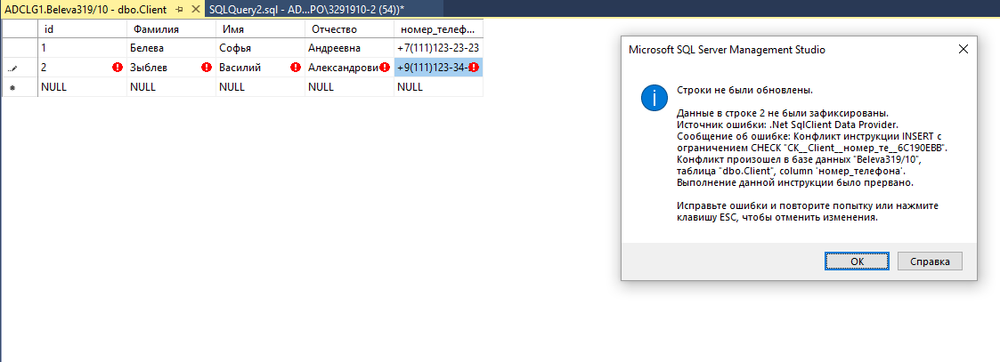 ADCLG1.Beleva319/10 - dbo.Client
SQLQuery2.sql - AD...PO\3291910-2 (54))*
id Фамилия Имя Отчество номер_телеф...
1 Белева Софья Андреевна +7(111)123-23-23
2 Зыблев Василий Александрови +9(111)123-34-
NULL NULL NULL NULL NULL
Microsoft SQL Server Management Studio
Строки не были обновлены.
Данные в строке 2 не были зафиксированы.
Источник ошибки: .Net SqlClient Data Provider.
Сообщение об ошибке: Конфликт инструкции INSERT с
ограничением CHECK "CK__Client__номер_те__6C190EBB".
Конфликт произошел в базе данных "Beleva319/10",
таблица "dbo.Client", column 'номер_телефона'.
Выполнение данной инструкции было прервано.
Исправьте ошибки и повторите попытку или нажмите
клавишу ESC, чтобы отменить изменения.
OK
Справка